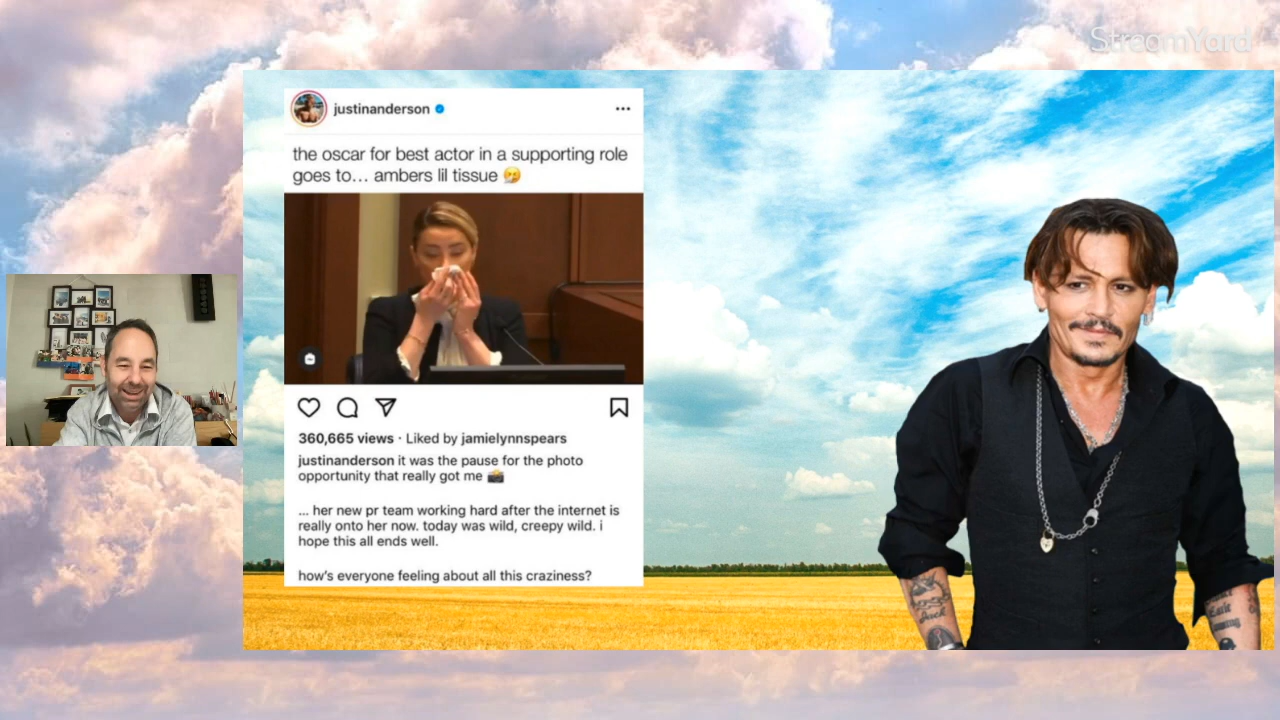 StreamYard
justinanderson
the oscar for best actor in a supporting role
goes to... ambers lil tissue 🤧
360,665 views · Liked by jamielynnspears
justinanderson it was the pause for the photo
opportunity that really got me 📸
... her new pr team working hard after the internet is
really onto her now. today was wild, creepy wild. i
hope this all ends well.
how's everyone feeling about all this craziness?
Jack